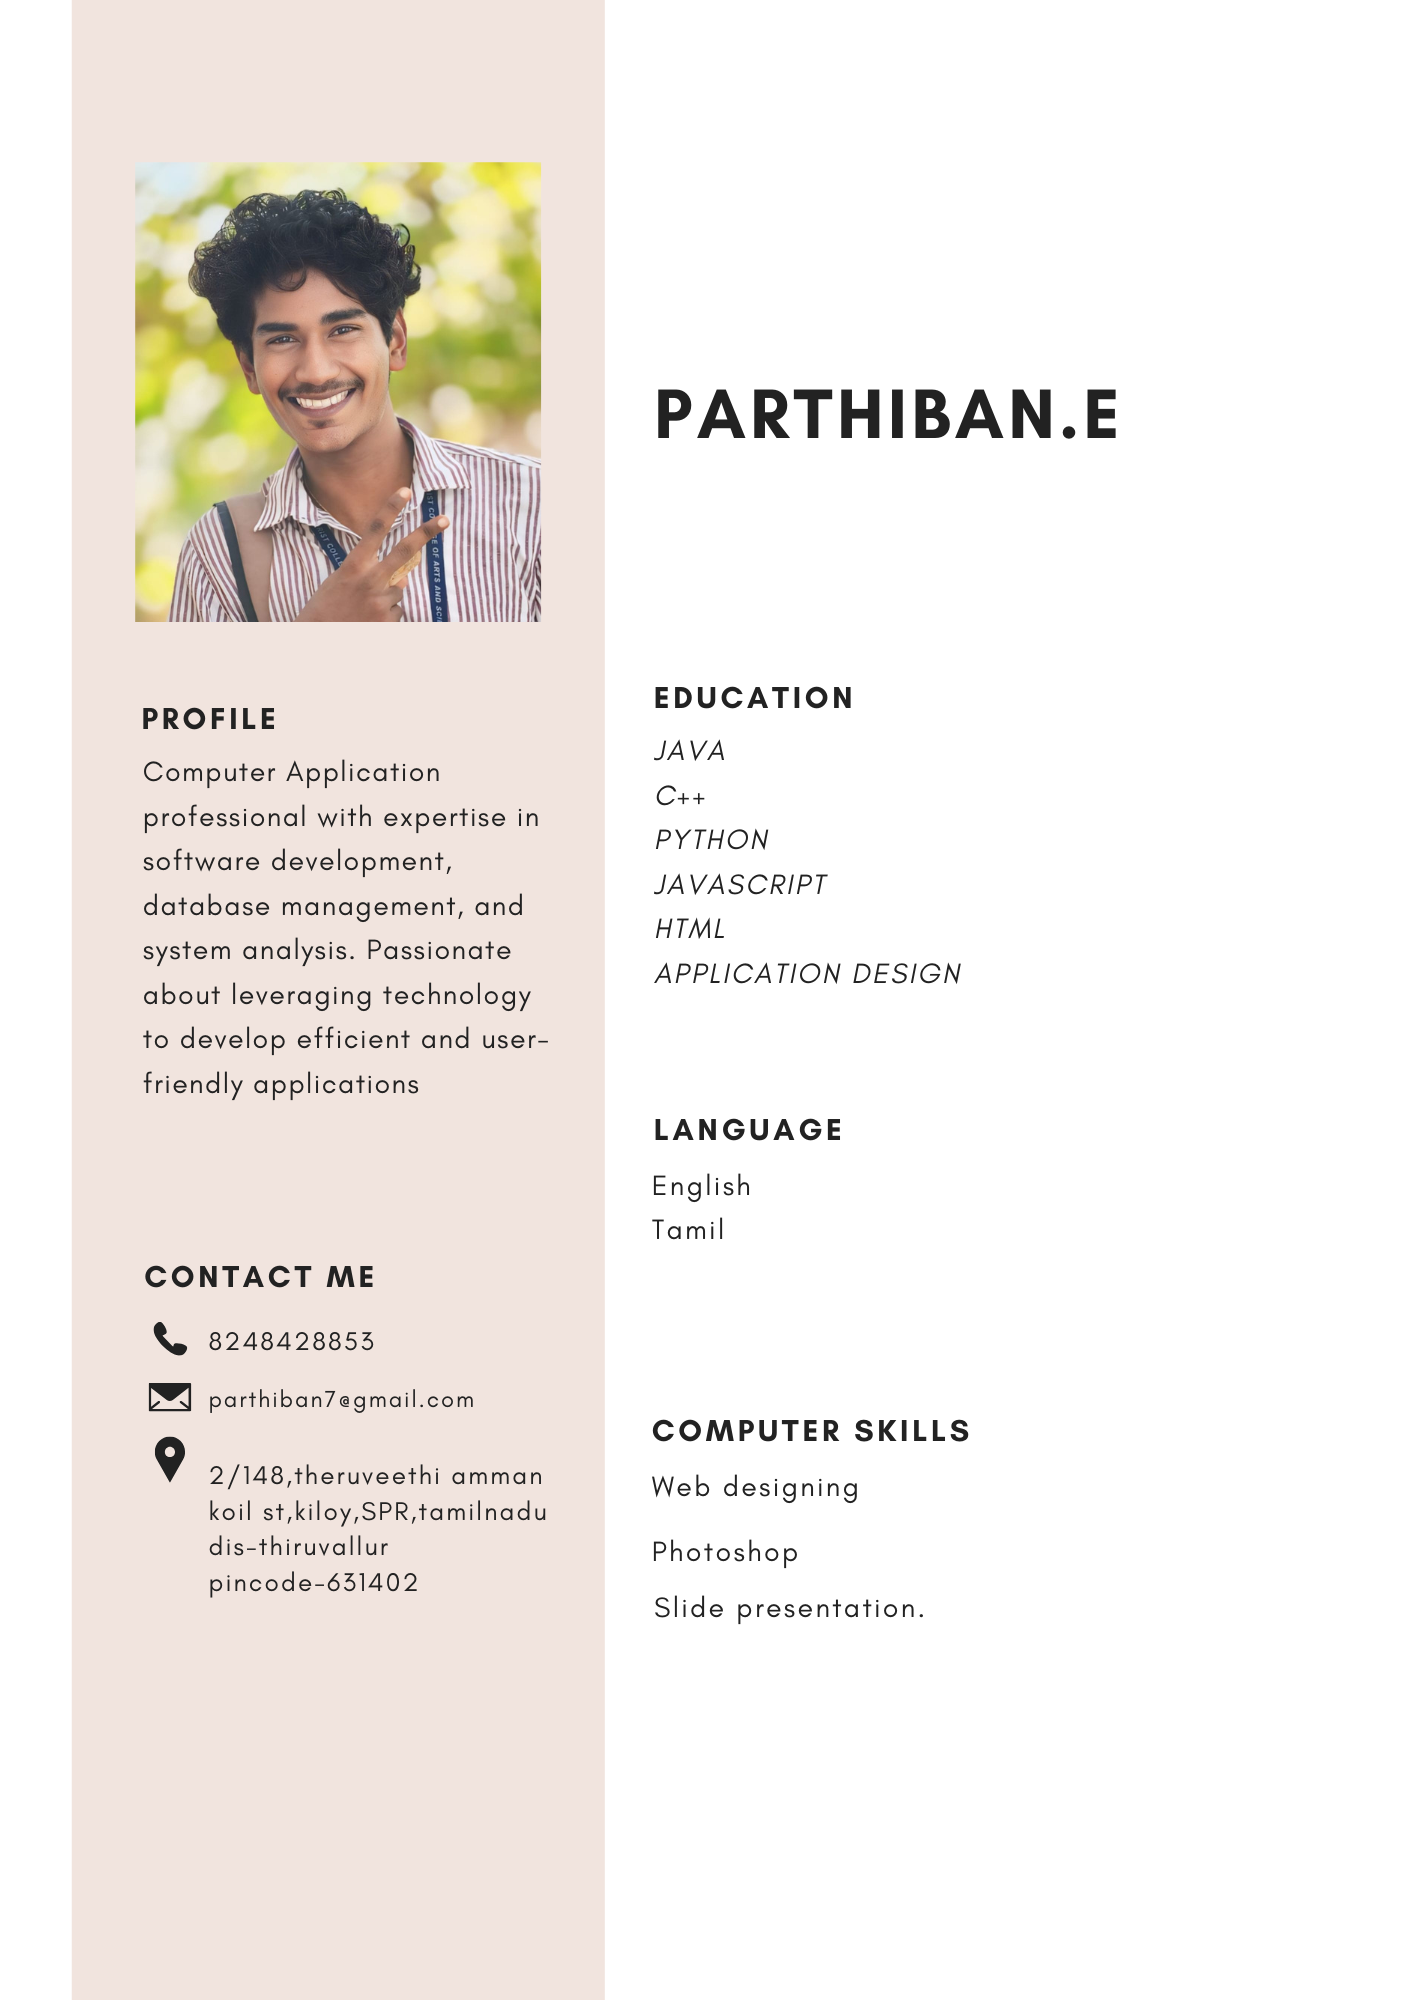 PARTHIBAN.E
PROFILE
Computer Application
professional with expertise in
software development,
database management, and
system analysis. Passionate
about leveraging technology
to develop efficient and user-
friendly applications
CONTACT ME
8248428853
parthiban7@gmail.com
2/148,theruveethi amman
koil st,kiloy,SPR,tamilnadu
dis-thiruvallur
pincode-631402
EDUCATION
JAVA
C++
PYTHON
JAVASCRIPT
HTML
APPLICATION DESIGN
LANGUAGE
English
Tamil
COMPUTER SKILLS
Web designing
Photoshop
Slide presentation.